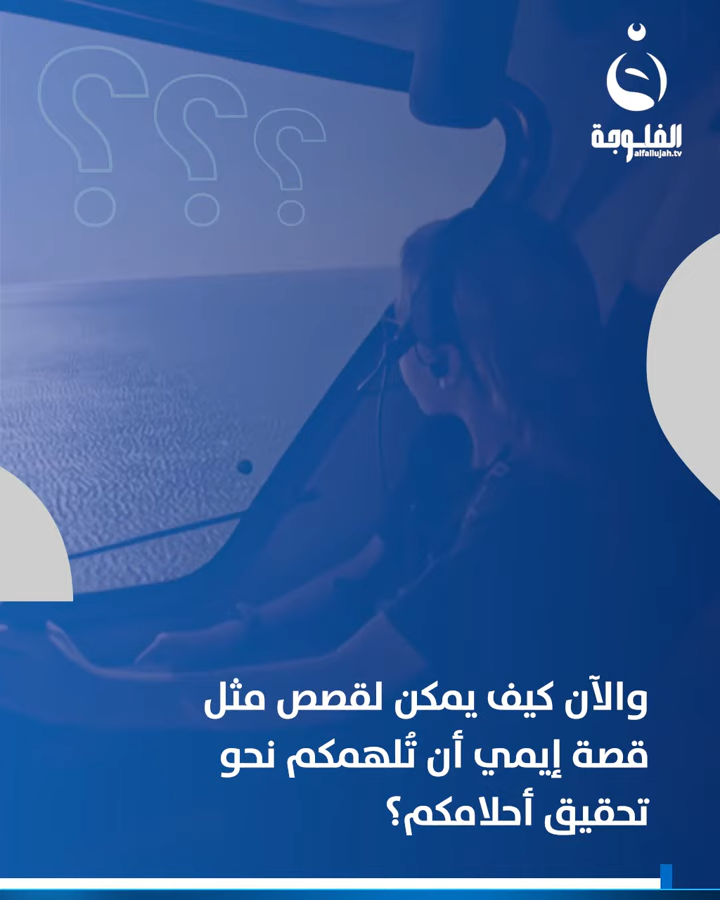 الفلوجة
alfallujah.tv
؟؟؟
والآن كيف يمكن لقصص مثل
قصة إيمي أن تُلهمكم نحو
تحقيق أحلامكم؟